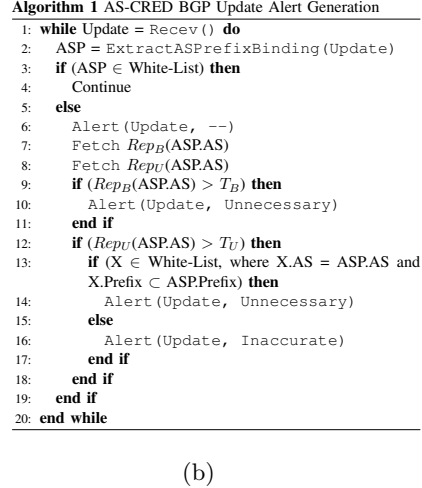 Algorithm 1 AS-CRED BGP Update Alert Generation
1: while Update = Recev() do
2: ASP = ExtractASPrefixBinding(Update)
3: if (ASP ∈ White-List) then
4: Continue
5: else
6: Alert(Update, --)
7: Fetch Rep_B(ASP.AS)
8: Fetch Rep_U(ASP.AS)
9: if (Rep_B(ASP.AS) > T_B) then
10: Alert(Update, Unnecessary)
11: end if
12: if (Rep_U(ASP.AS) > T_U) then
13: if (X ∈ White-List, where X.AS = ASP.AS and
X.Prefix ⊂ ASP.Prefix) then
14: Alert(Update, Unnecessary)
15: else
16: Alert(Update, Inaccurate)
17: end if
18: end if
19: end if
20: end while
(b)